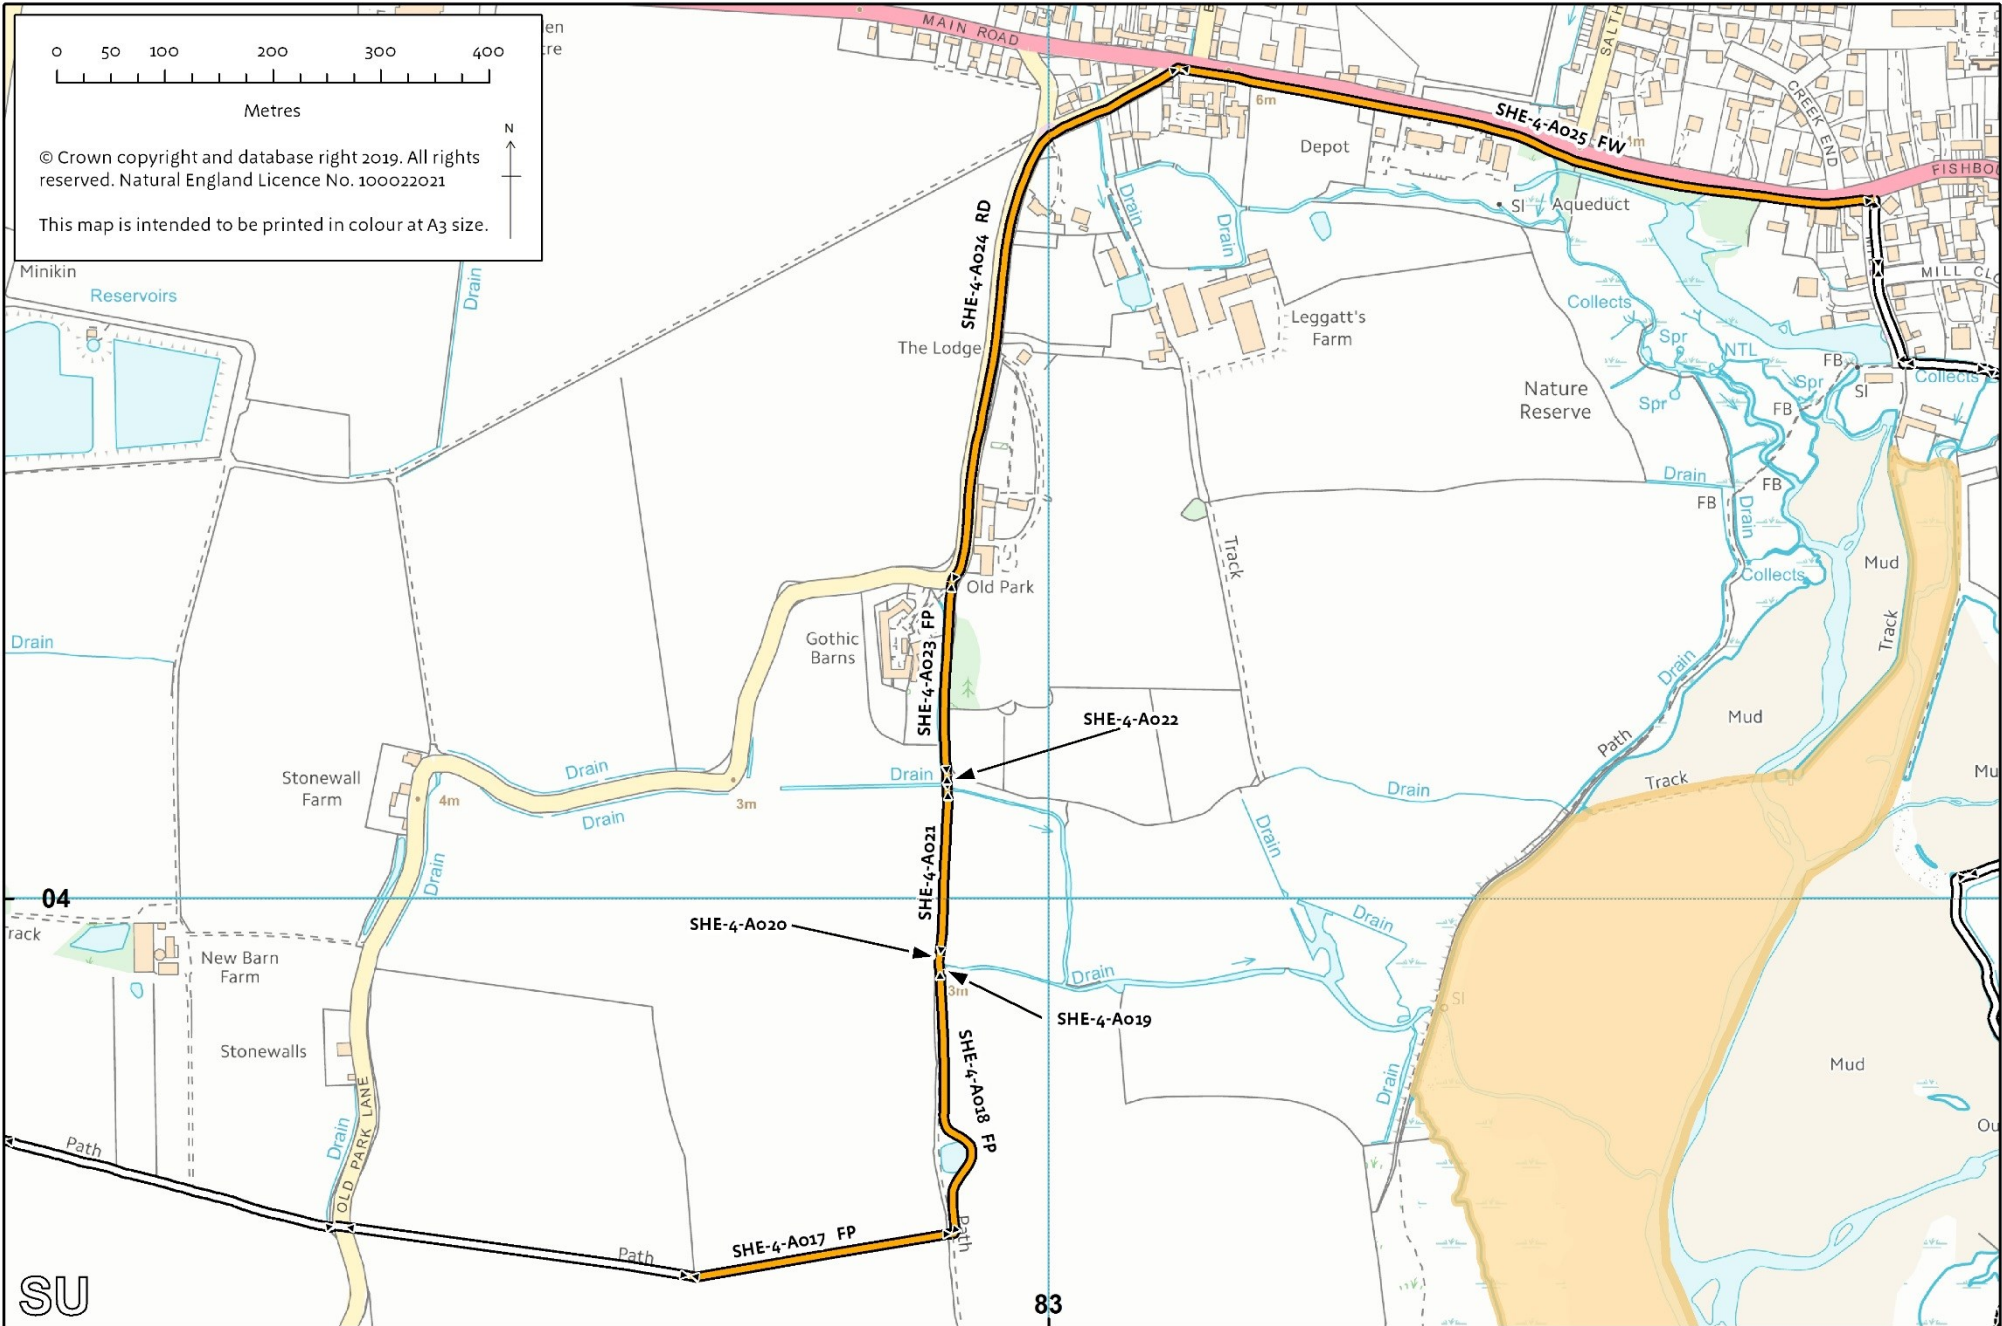 0 50 100 200 300 400
Metres
N
© Crown copyright and database right 2019. All rights
reserved. Natural England Licence No. 100022021
This map is intended to be printed in colour at A3 size.
MAIN ROAD
6m
SHE-4-A025 FW
CREEK END
Depot
SI
Aqueduct
Drain
Drain
Minikin
Reservoirs
Drain
SHE-4-A024 RD
The Lodge
Leggatt's
Farm
Collects
Spr
NTL
FB
Spr
SI
Collects
Spr
FB
Nature
Reserve
Drain
FB
FB
Drain
Track
Mud
Collects
Old Park
Track
Drain
Gothic
Barns
SHE-4-A023 FP
Drain
SHE-4-A022
Mud
Path
Track
Stonewall
Farm
Drain
Drain
4m
3m
Drain
Drain
Drain
Drain
SHE-4-A021
04
Drain
SHE-4-A020
New Barn
Farm
Drain
3m
SI
SHE-4-A019
Stonewalls
SHE-4-A018 FP
Mud
Drain
Path
Drain
OLD PARK LANE
Path
SHE-4-A017 FP
Path
SU
83